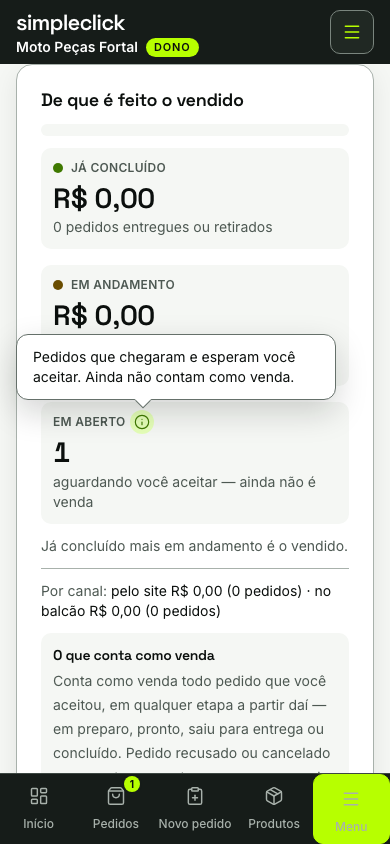 simpleclick
Moto Peças Fortal DONO
De que é feito o vendido
JÁ CONCLUÍDO
R$ 0,00
0 pedidos entregues ou retirados
EM ANDAMENTO
R$ 0,00
Pedidos que chegaram e esperam você
aceitar. Ainda não contam como venda.
EM ABERTO
1
aguardando você aceitar — ainda não é
venda
Já concluído mais em andamento é o vendido.
Por canal: pelo site R$ 0,00 (0 pedidos) · no
balcão R$ 0,00 (0 pedidos)
O que conta como venda
Conta como venda todo pedido que você
aceitou, em qualquer etapa a partir daí —
em preparo, pronto, saiu para entrega ou
concluído. Pedido recusado ou cancelado
1
Início Pedidos Novo pedido Produtos Menu